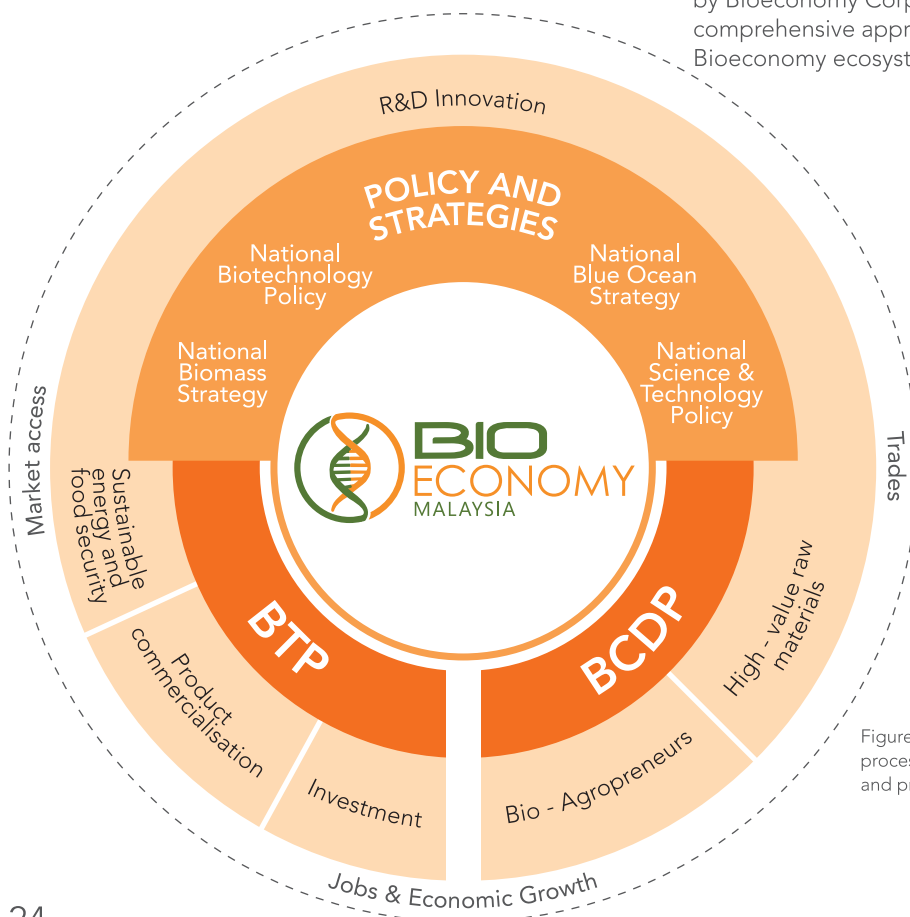 by Bioeconomy Corp
comprehensive appr
Bioeconomy ecosyst
R&D Innovation
POLICY AND
STRATEGIES
National
Biotechnology
Policy
National
Blue Ocean
Strategy
National
Biomass
Strategy
National
Science &
Technology
Policy
BIO
ECONOMY
MALAYSIA
Market access
Trades
Sustainable
energy and
food security
BTP
BCDP
High - value raw
materials
Product
commercialisation
Investment
Bio - Agropreneurs
Jobs & Economic Growth
Figure
proces
and pr
24